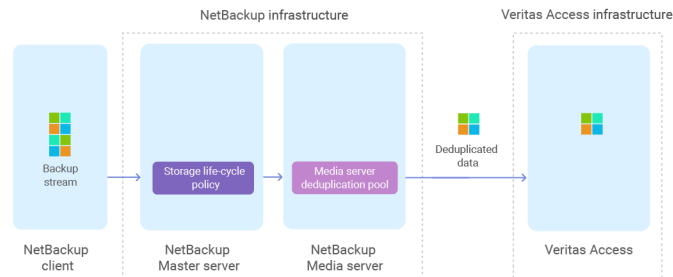 NetBackup infrastructure
Veritas Access infrastructure
Backup
stream
Storage life-cycle
policy
Media server
deduplication pool
Deduplicated
data
NetBackup
client
NetBackup
Master server
NetBackup
Media server
Veritas Access